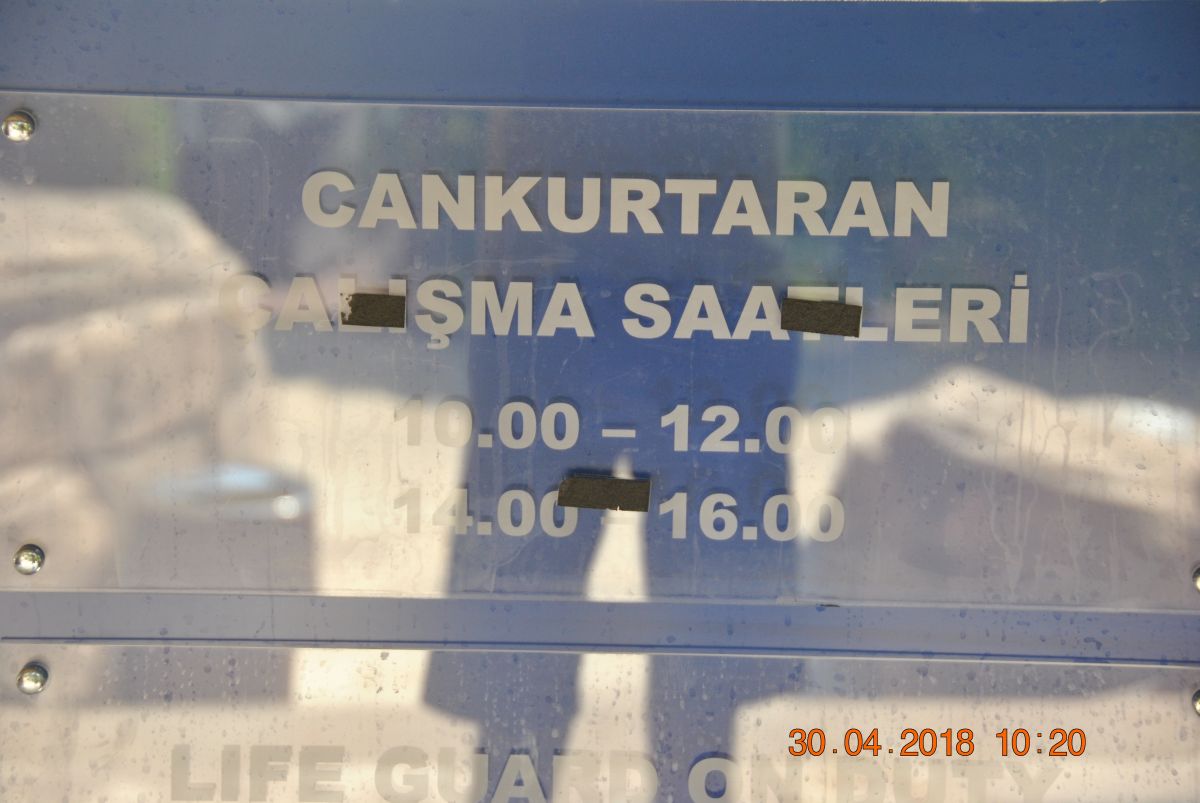 CANKURTARAN
ÇALIŞMA SAATLERİ
10.00 – 12.00
14.00 – 16.00
LIFE GUARD ON DUTY
30.04.2018 10:20